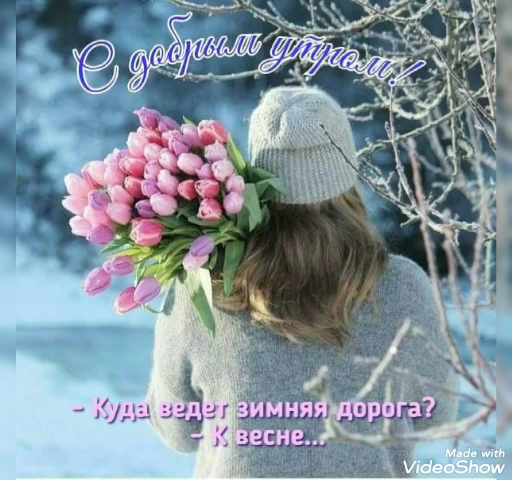 С добрым утром!
- Куда ведет зимняя дорога?
- К весне...
Made with
VideoShow